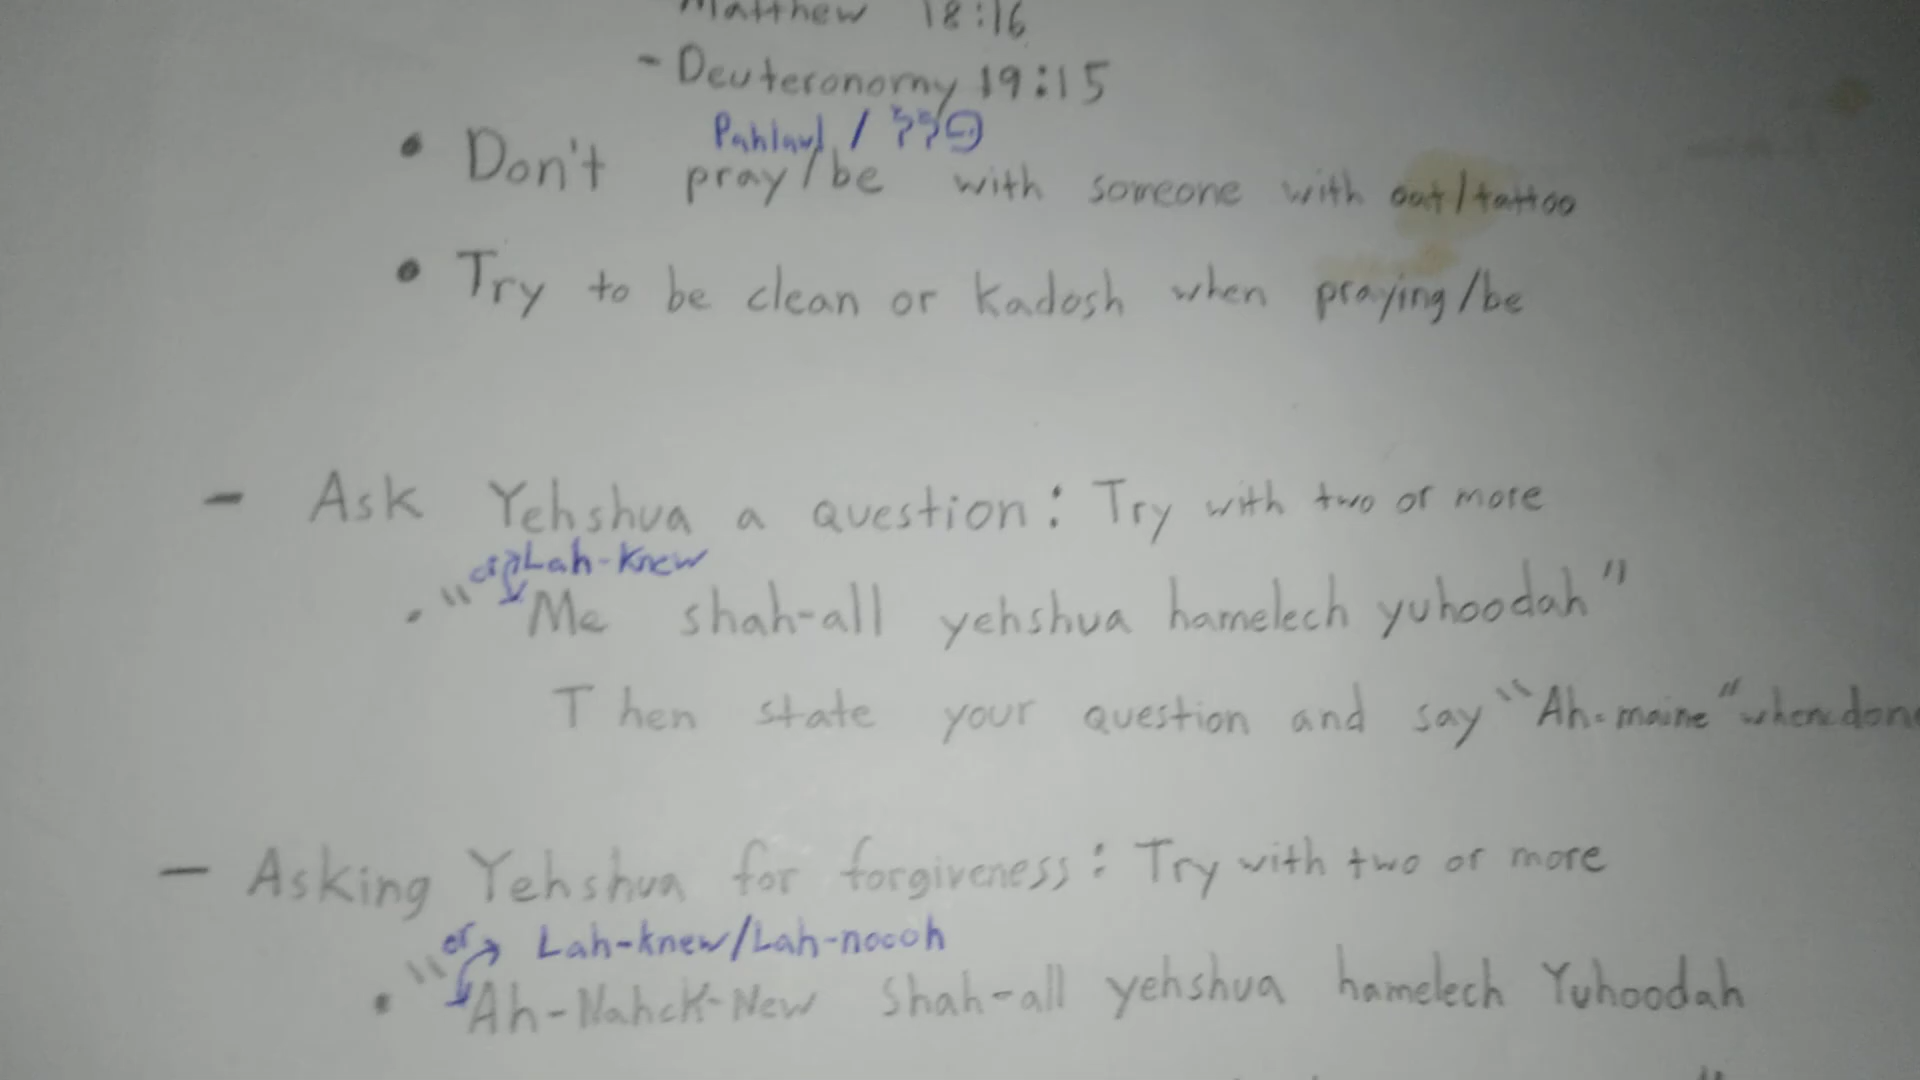 Matthew 18:16
- Deuteronomy 19:15
Pahlawl /
• Don't pray/be with someone with oat/tattoo
• Try to be clean or Kadosh when praying/be
- Ask Yehshua a question: Try with two or more
or Lah-Knew
• "Me shah-all yehshua hamelech yuhoodah"
Then state your question and say "Ah-maine" when done
- Asking Yehshua for forgiveness: Try with two or more
or Lah-knew/Lah-noooh
• "Ah-Nahck-New Shah-all yehshua hamelech Yuhoodah